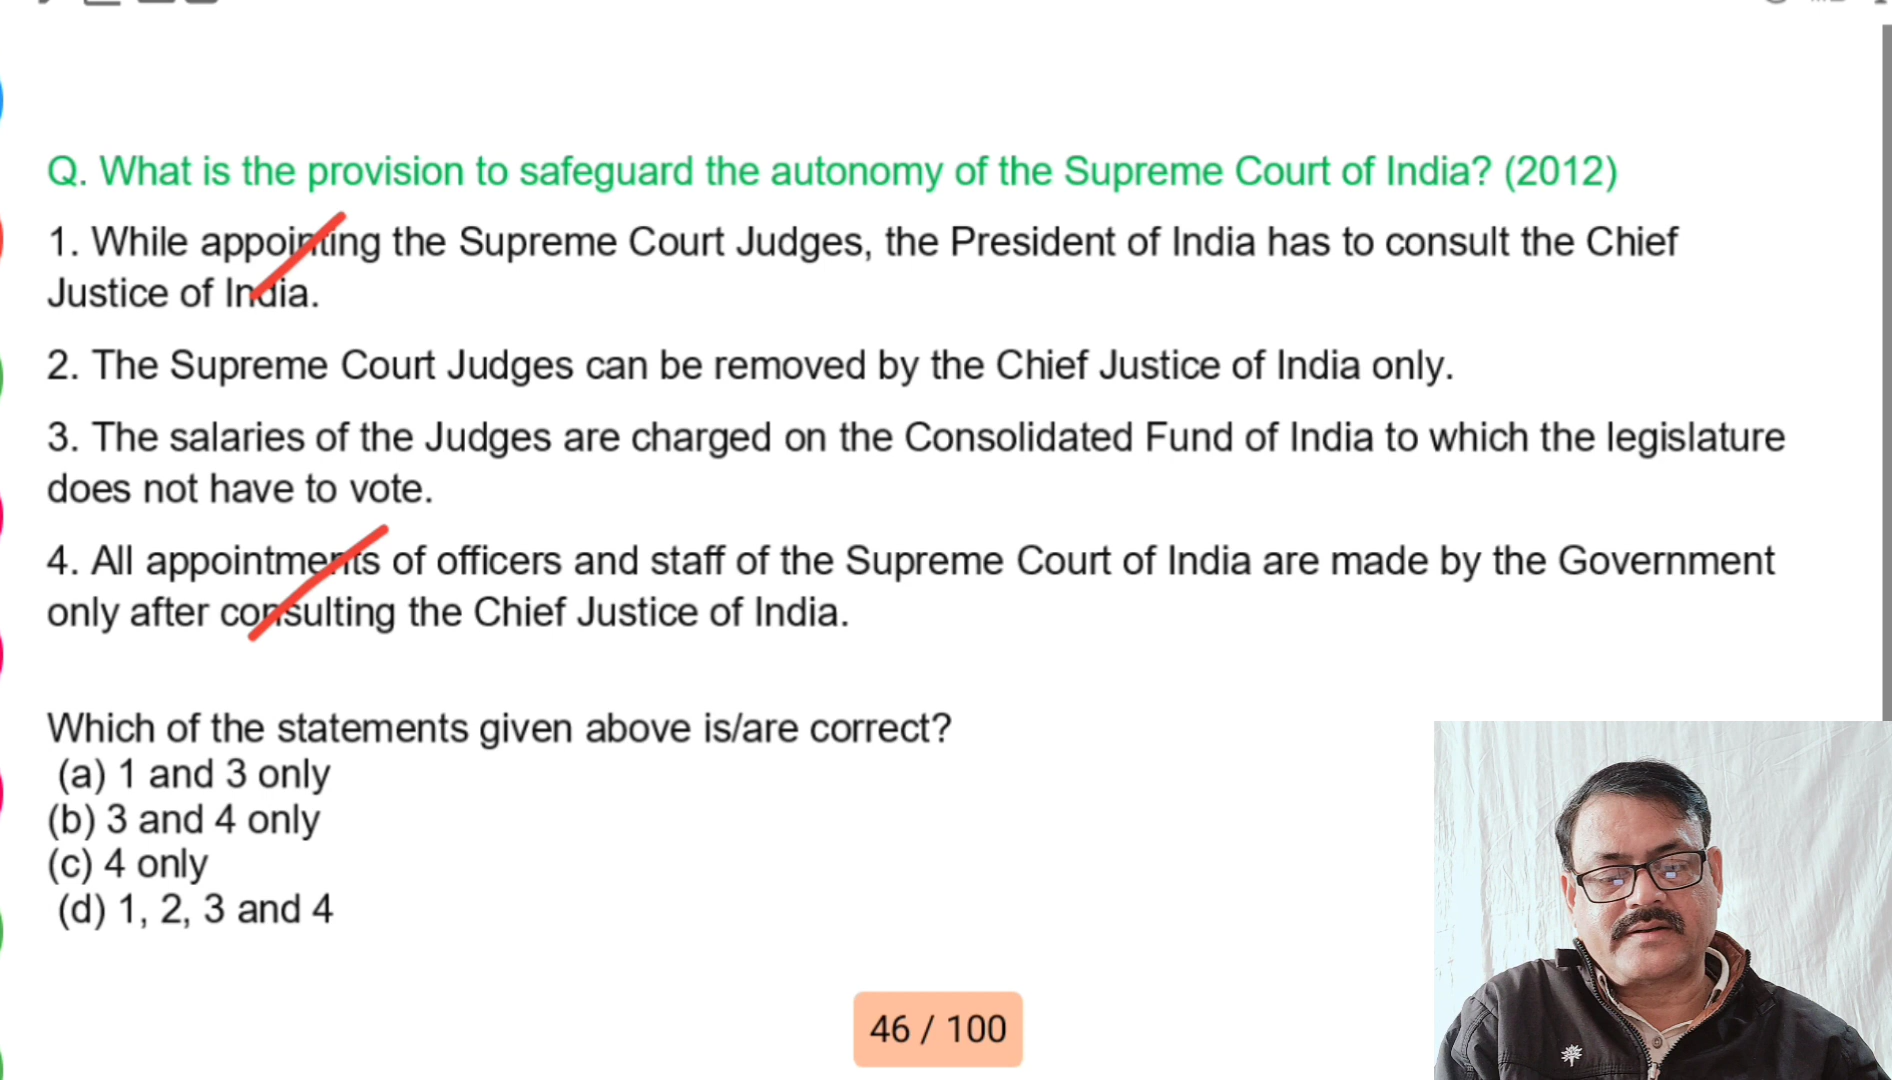 Q. What is the provision to safeguard the autonomy of the Supreme Court of India? (2012)
1. While appointing the Supreme Court Judges, the President of India has to consult the Chief
Justice of India.
2. The Supreme Court Judges can be removed by the Chief Justice of India only.
3. The salaries of the Judges are charged on the Consolidated Fund of India to which the legislature
does not have to vote.
4. All appointments of officers and staff of the Supreme Court of India are made by the Government
only after consulting the Chief Justice of India.
Which of the statements given above is/are correct?
(a) 1 and 3 only
(b) 3 and 4 only
(c) 4 only
(d) 1, 2, 3 and 4
46 / 100